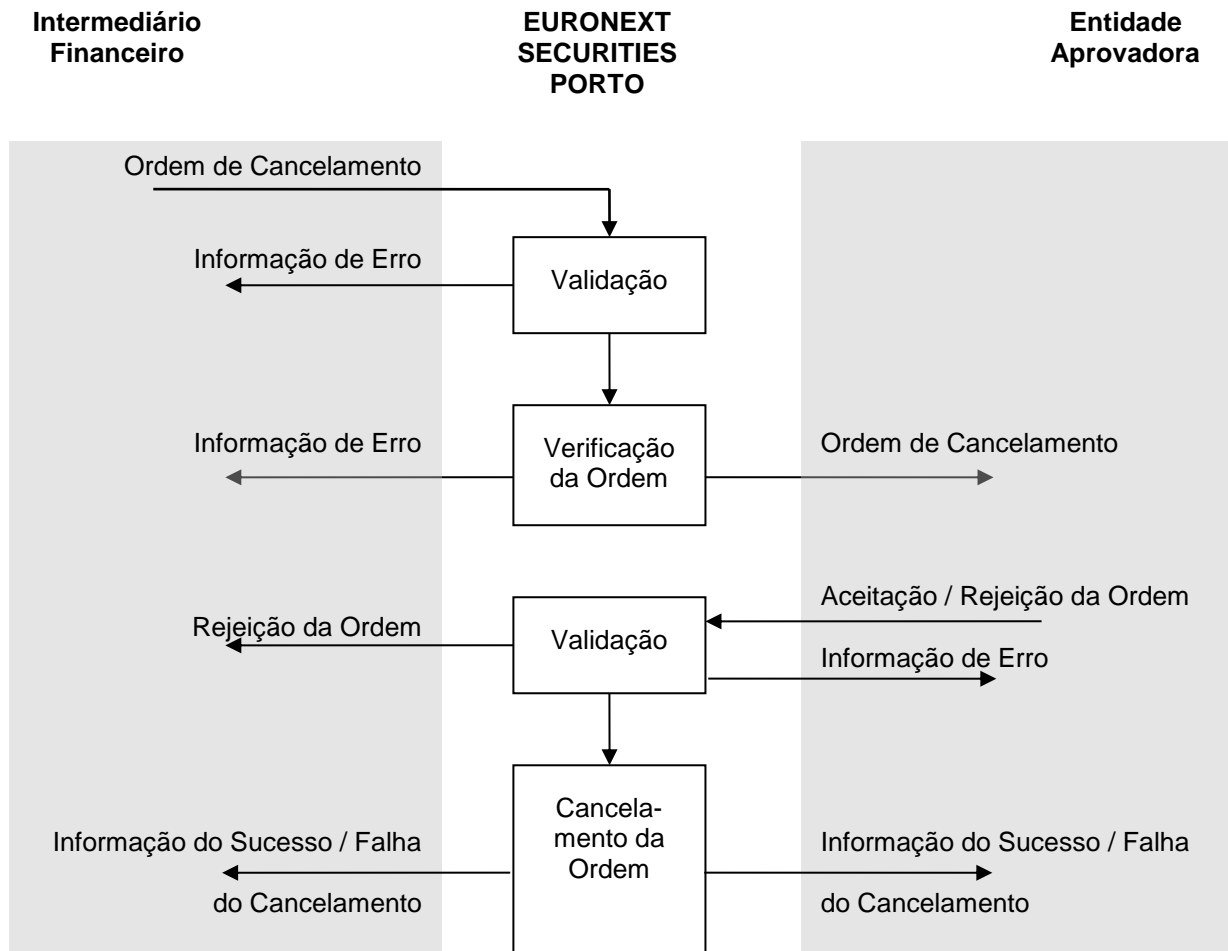 Intermediário
Financeiro
EURONEXT
SECURITIES
PORTO
Entidade
Aprovadora
Ordem de Cancelamento
Informação de Erro
Validação
Informação de Erro
Verificação
da Ordem
Ordem de Cancelamento
Aceitação / Rejeição da Ordem
Rejeição da Ordem
Validação
Informação de Erro
Informação do Sucesso / Falha
do Cancelamento
Cancela-
mento da
Ordem
Informação do Sucesso / Falha
do Cancelamento